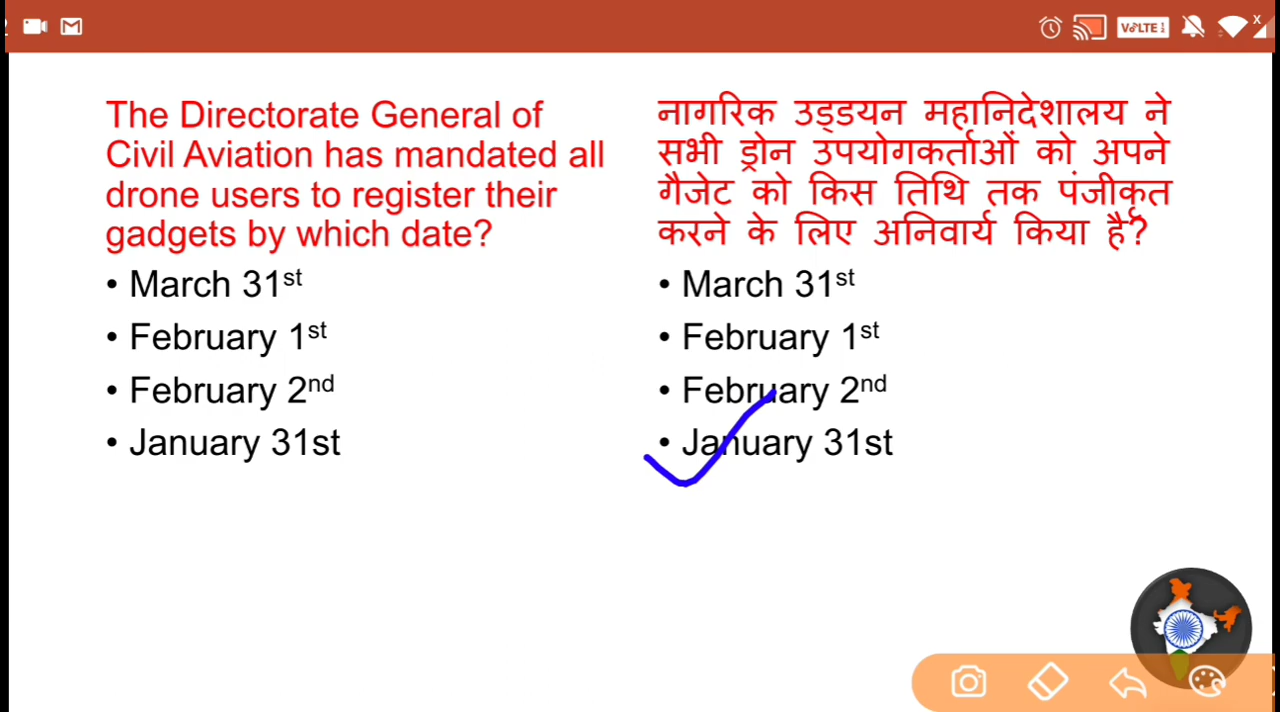 VoLTE 1
The Directorate General of
Civil Aviation has mandated all
drone users to register their
gadgets by which date?
• March 31st
• February 1st
• February 2nd
• January 31st
नागरिक उड्डयन महानिदेशालय ने
सभी ड्रोन उपयोगकर्ताओं को अपने
गैजेट को किस तिथि तक पंजीकृत
करने के लिए अनिवार्य किया है?
• March 31st
• February 1st
• February 2nd
• January 31st